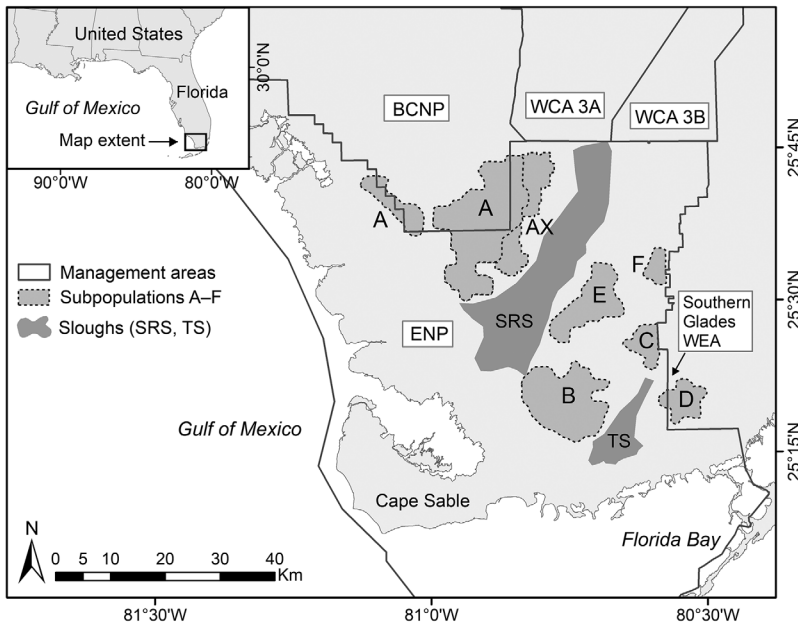 United States
30°0'N
Florida
Gulf of Mexico
Map extent
90°0'W
80°0'W
BCNP
WCA 3A
WCA 3B
25°45'N
A
A
AX
F
Management areas
Subpopulations A–F
Sloughs (SRS, TS)
E
25°30'N
Southern
Glades
WEA
SRS
ENP
C
B
D
Gulf of Mexico
TS
25°15'N
Cape Sable
Florida Bay
N
0 5 10 20 30 40
Km
81°30'W
81°0'W
80°30'W